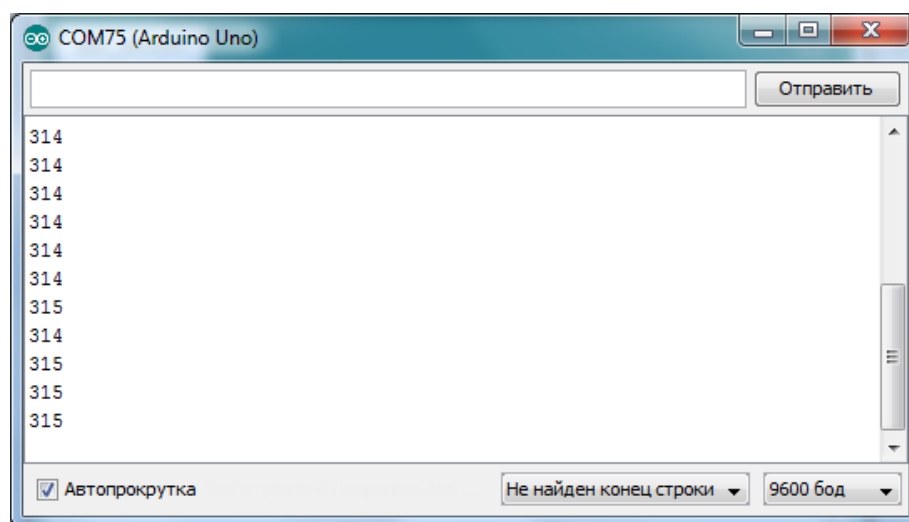 COM75 (Arduino Uno)
Отправить
314
314
314
314
314
314
315
314
315
315
315
Автопрокрутка
Не найден конец строки
9600 бод